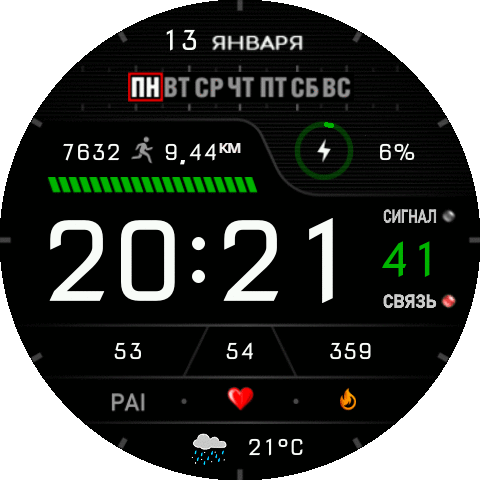 13 ЯНВАРЯ
ПН ВТ СР ЧТ ПТ СБ ВС
7632 9,44КМ 6%
20:21
СИГНАЛ
41
СВЯЗЬ
53 54 359
PAI
21°C